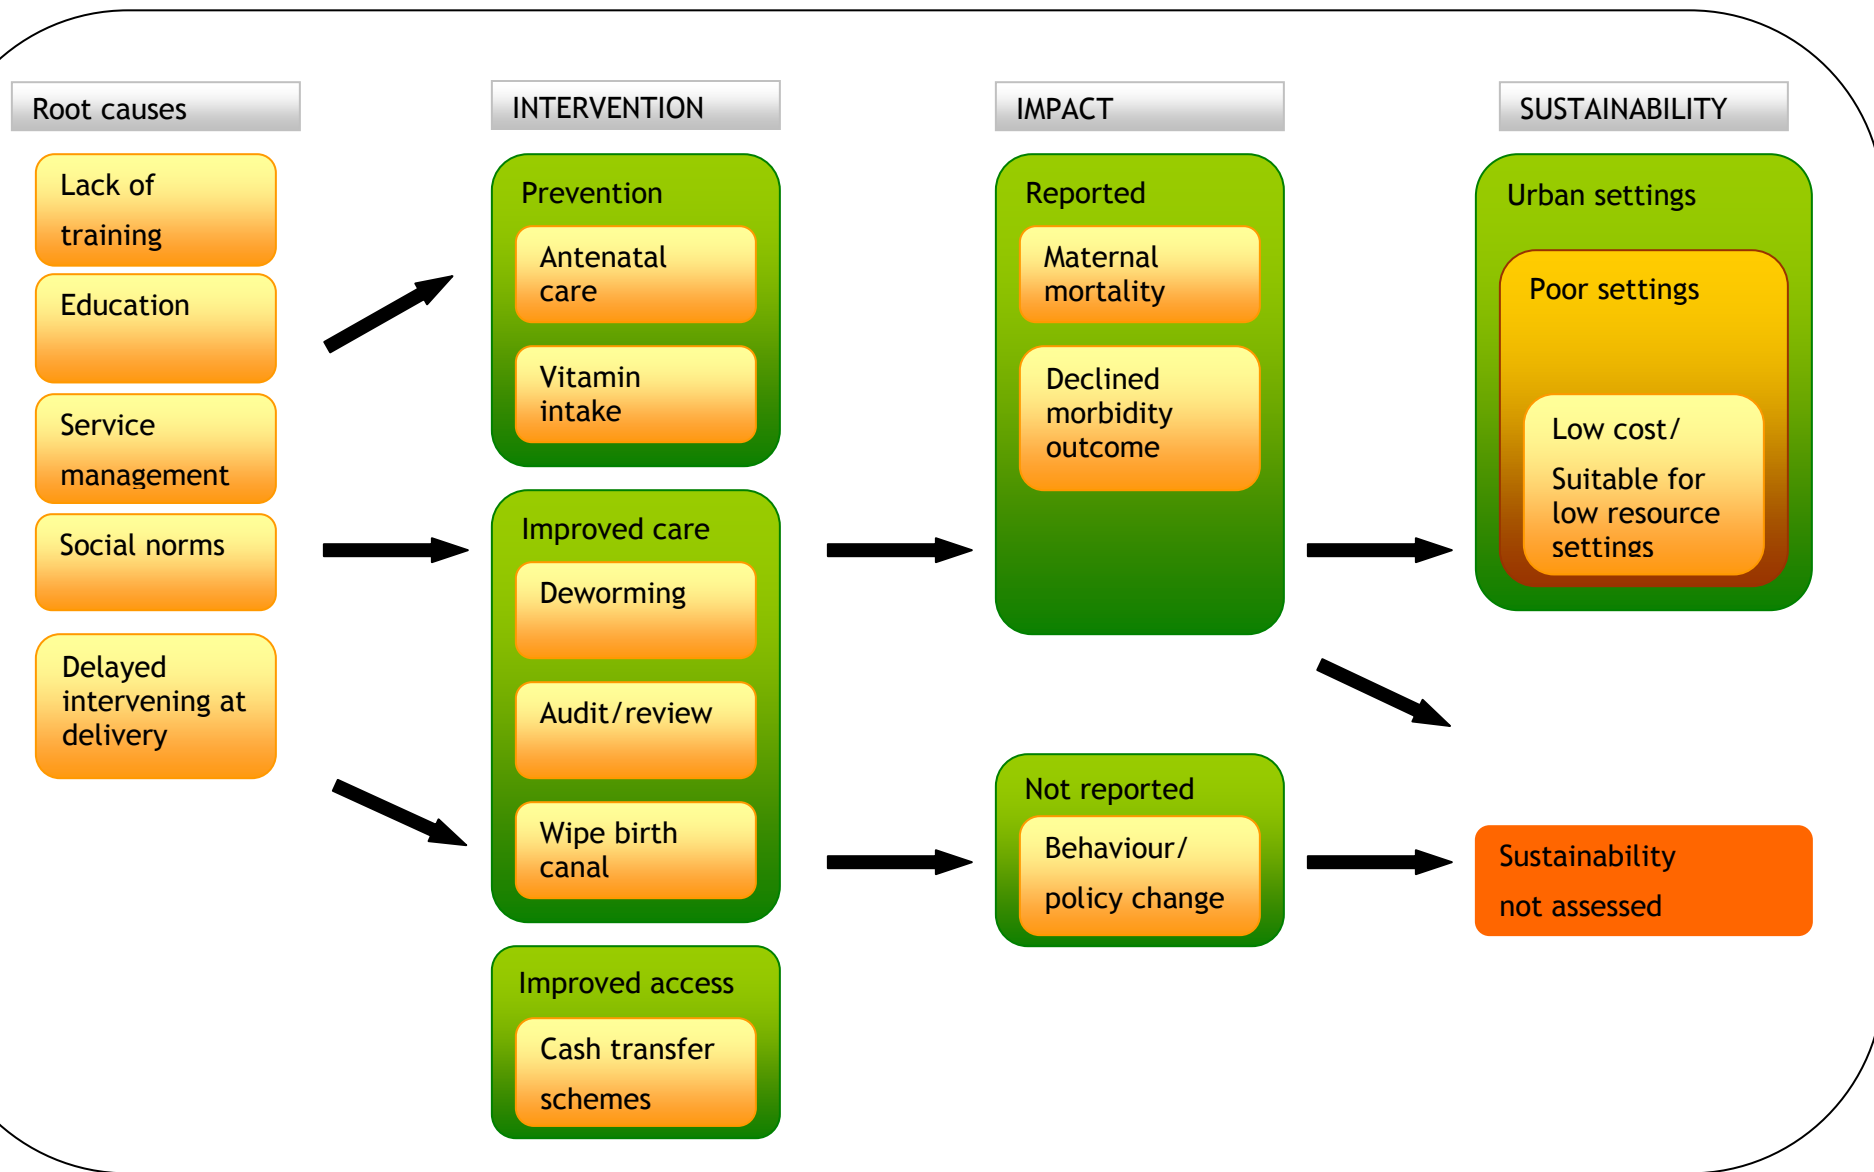 Root causes
Lack of
training
Education
Service
management
Social norms
Delayed
intervening at
delivery
INTERVENTION
Prevention
Antenatal
care
Vitamin
intake
Improved care
Deworming
Audit/review
Wipe birth
canal
Improved access
Cash transfer
schemes
IMPACT
Reported
Maternal
mortality
Declined
morbidity
outcome
Not reported
Behaviour/
policy change
SUSTAINABILITY
Urban settings
Poor settings
Low cost/
Suitable for
low resource
settings
Sustainability
not assessed